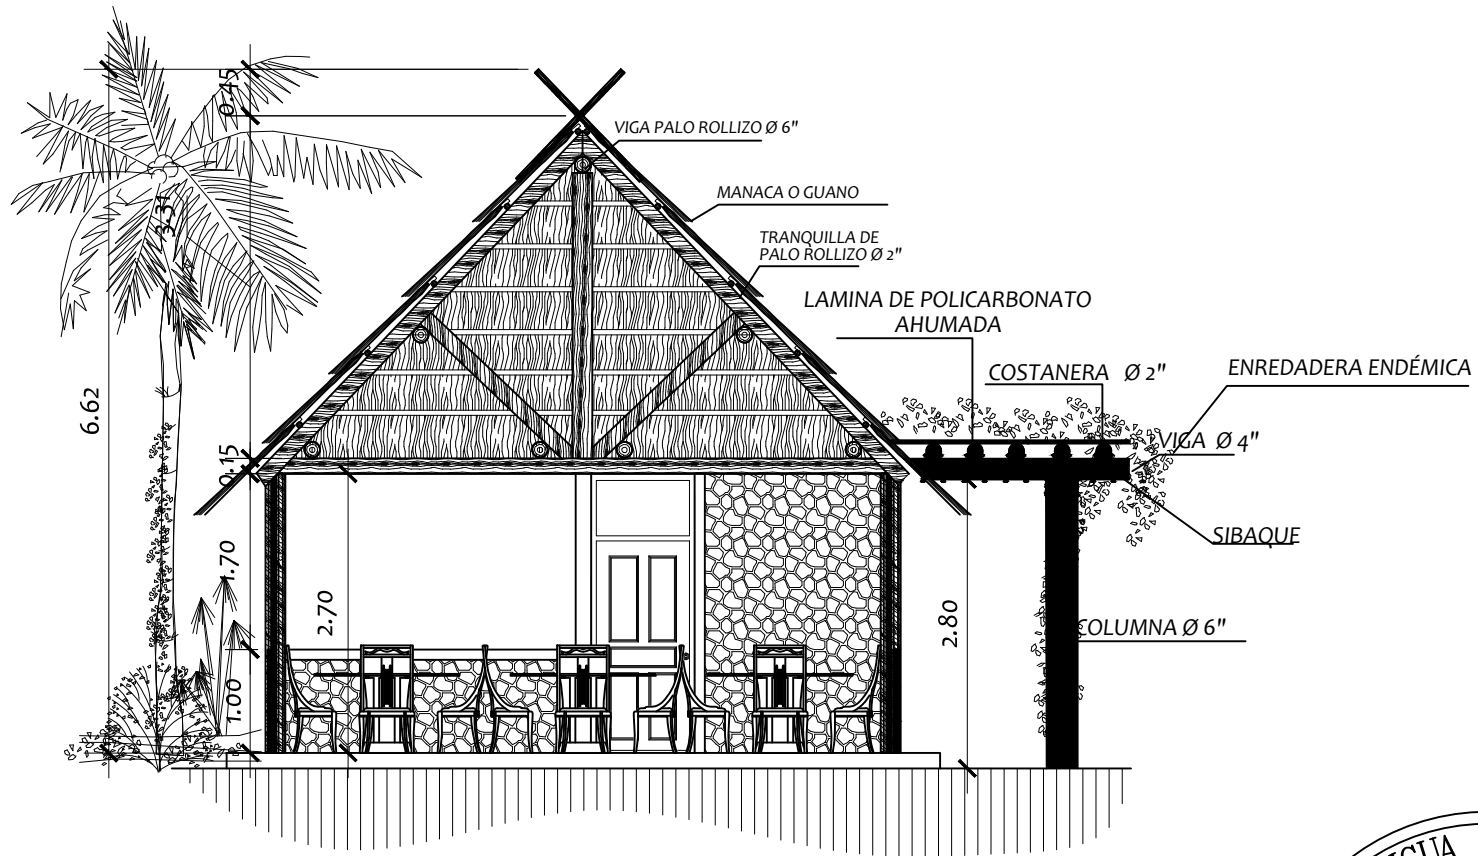 0.45
VIGA PALO ROLLIZO Ø 6"
MANACA O GUANO
3.31
TRANQUILLA DE
PALO ROLLIZO Ø 2"
LAMINA DE POLICARBONATO
AHUMADA
COSTANERA Ø 2"
ENREDADERA ENDÉMICA
6.62
VIGA Ø 4"
0.15
SIBAQUE
1.70
2.70
2.80
COLUMNA Ø 6"
1.00